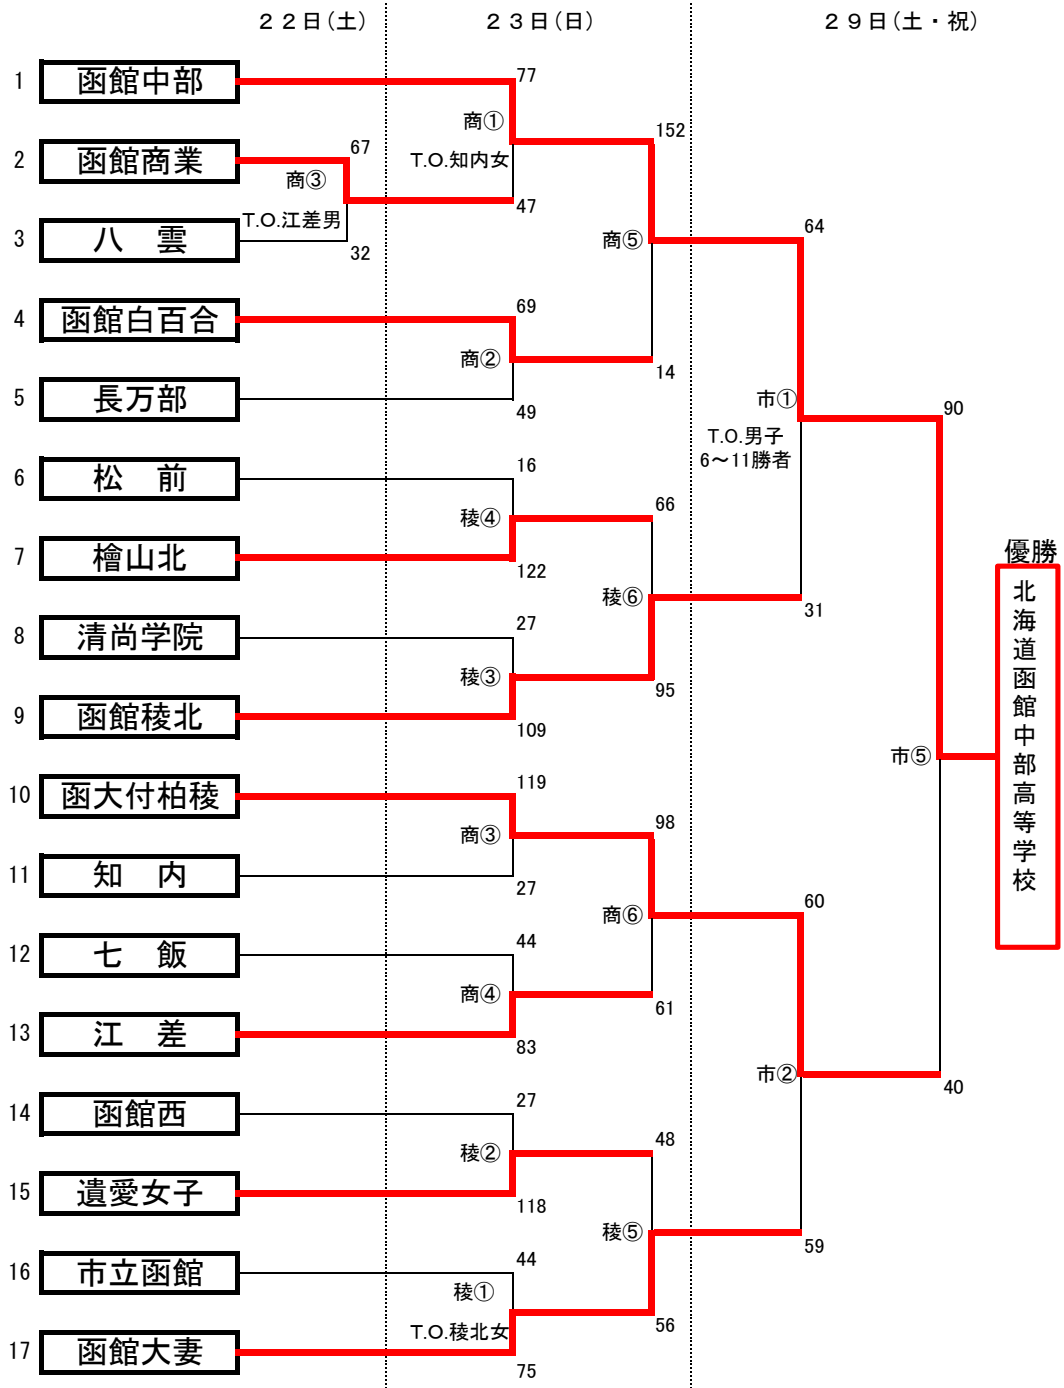 ２２日(土)
２３日(日)
２９日(土・祝)
1 函館中部
77
商①
152
2 函館商業
67
T.O.知内女
商③
47
T.O.江差男
3 八　雲
32
商⑤
64
4 函館白百合
69
商②
14
5 長万部
49
市①
90
T.O.男子
6～11勝者
6 松　前
16
66
稜④
7 檜山北
122
優勝
北海道函館中部高等学校
稜⑥
31
8 清尚学院
27
稜③
95
9 函館稜北
109
市⑤
10 函大付柏稜
119
98
商③
11 知　内
27
商⑥
60
12 七　飯
44
商④
61
13 江　差
83
市②
40
14 函館西
27
48
稜②
15 遺愛女子
118
稜⑤
59
16 市立函館
44
稜①
T.O.稜北女
56
17 函館大妻
75